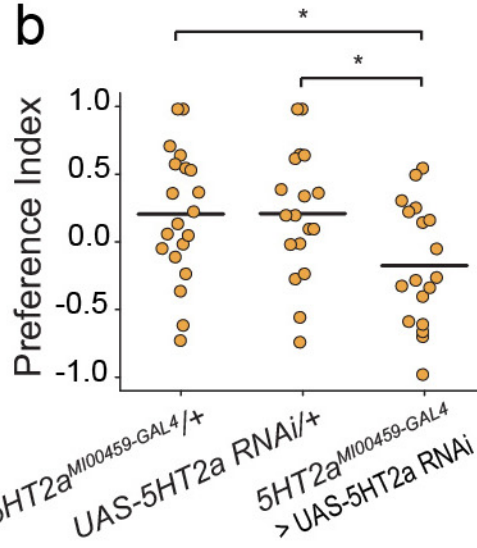 b
*
*
Preference Index
1.0
0.5
0.0
-0.5
-1.0
5HT2a^MI00459-GAL4/+
UAS-5HT2a RNAi/+
5HT2a^MI00459-GAL4
> UAS-5HT2a RNAi